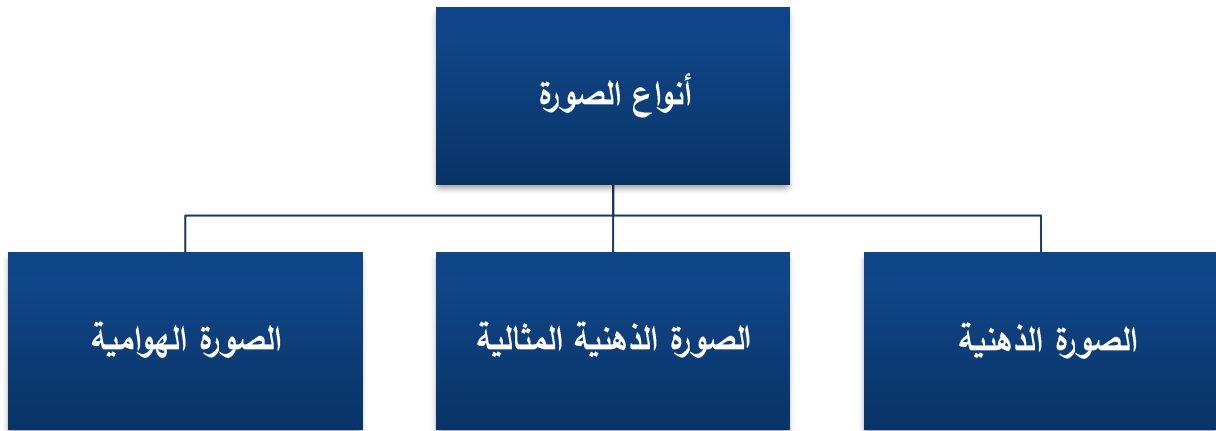 أنواع الصورة
الصورة الذهنية
الصورة الذهنية المثالية
الصورة الهوامية